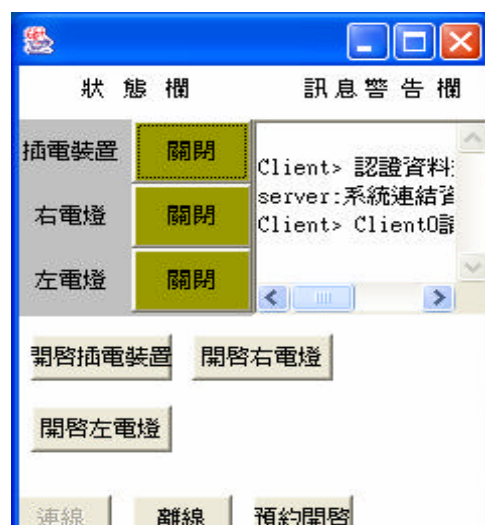 狀 態 欄 訊 息 警 告 欄
插電裝置 關閉
右電燈 關閉
左電燈 關閉
Client> 認證資料
server:系統連結資
Client> Client0
開啓插電裝置 開啓右電燈
開啓左電燈
連線 離線 預約開啓